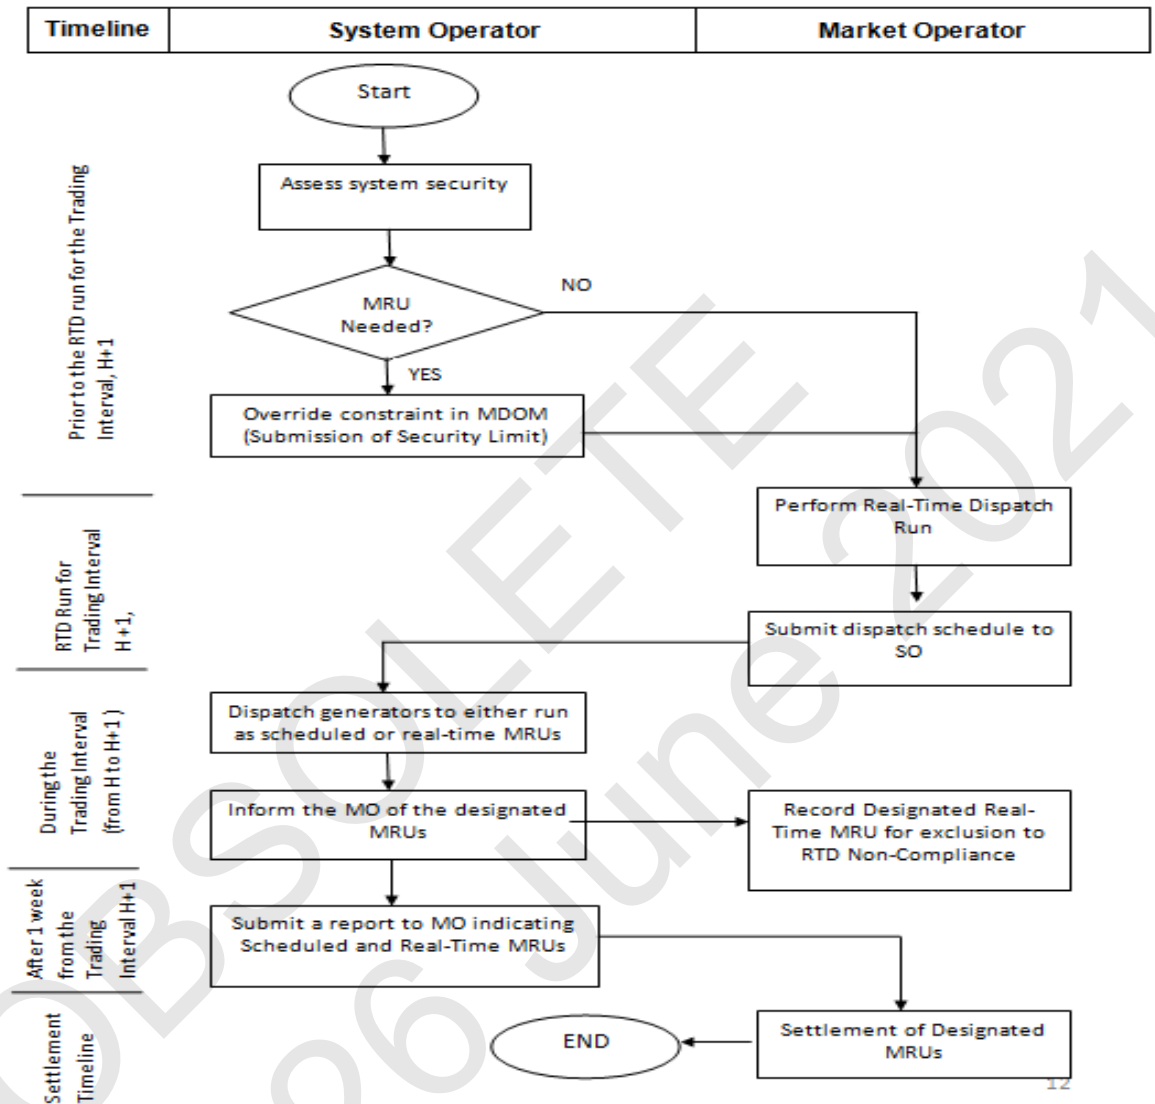 Timeline
System Operator
Market Operator
Start
Prior to the RTD run for the Trading
Interval, H+1
Assess system security
MRU
Needed?
NO
YES
Override constraint in MDOM
(Submission of Security Limit)
RTD Run for
Trading Interval
H +1,
Perform Real-Time Dispatch
Run
Submit dispatch schedule to
SO
During the
Trading Interval
(from H to H+1 )
Dispatch generators to either run
as scheduled or real-time MRUs
Inform the MO of the designated
MRUs
Record Designated Real-
Time MRU for exclusion to
RTD Non-Compliance
After 1 week
from the
Trading
Interval H+1
Submit a report to MO indicating
Scheduled and Real-Time MRUs
Settlement
Timeline
END
Settlement of Designated
MRUs
12
OBSOLETE
26 June 2021